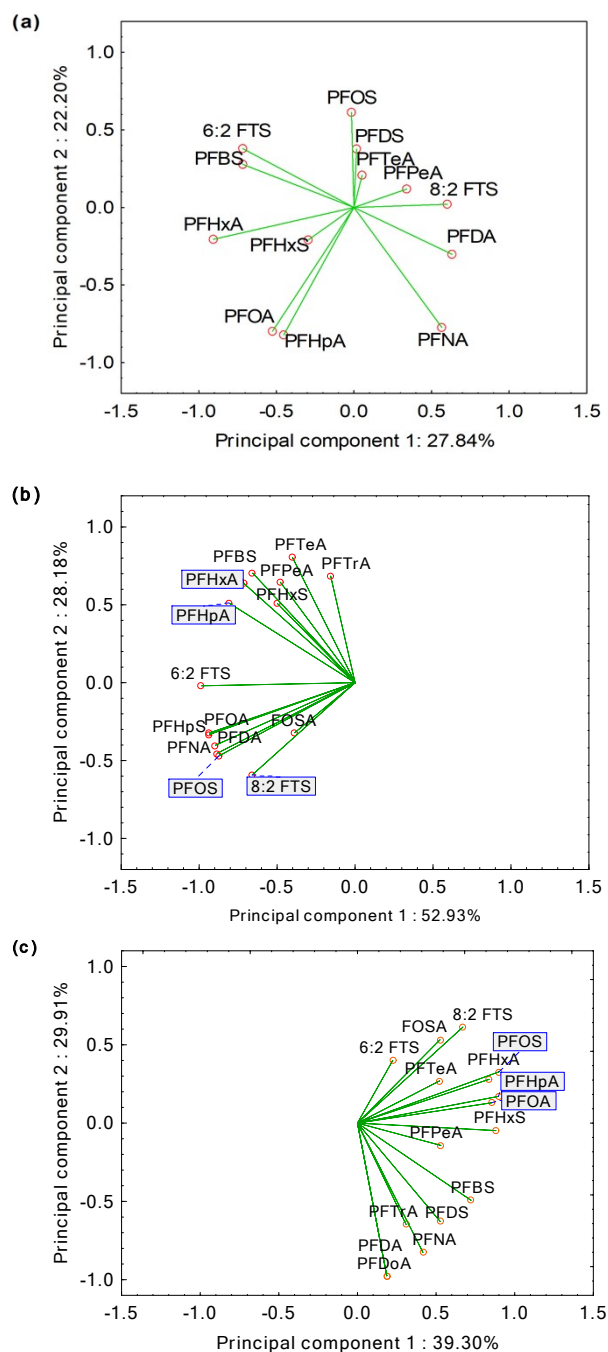 (a)
Principal component 2 : 22.20%
1.0
0.5
0.0
-0.5
-1.0
PFOS
6:2 FTS
PFDS
PFBS
PFTeA
PFPeA
8:2 FTS
PFHxA
PFHxS
PFDA
PFOA
PFHpA
PFNA
-1.5 -1.0 -0.5 0.0 0.5 1.0 1.5
Principal component 1: 27.84%
(b)
Principal component 2 : 28.18%
1.0
0.5
0.0
-0.5
-1.0
PFTeA
PFBS
PFTrA
PFPeA
PFHxA
PFHxS
PFHpA
6:2 FTS
PFOA
PFHpS
FOSA
PFNA
PFDA
PFOS
8:2 FTS
-1.5 -1.0 -0.5 0.0 0.5 1.0 1.5
Principal component 1 : 52.93%
(c)
Principal component 2 : 29.91%
1.0
0.5
0.0
-0.5
-1.0
8:2 FTS
FOSA
PFOS
6:2 FTS
PFHxA
PFTeA
PFHpA
PFOA
PFHxS
PFPeA
PFBS
PFTrA
PFDS
PFDA
PFNA
PFDoA
-1.5 -1.0 -0.5 0.0 0.5 1.0 1.5
Principal component 1 : 39.30%